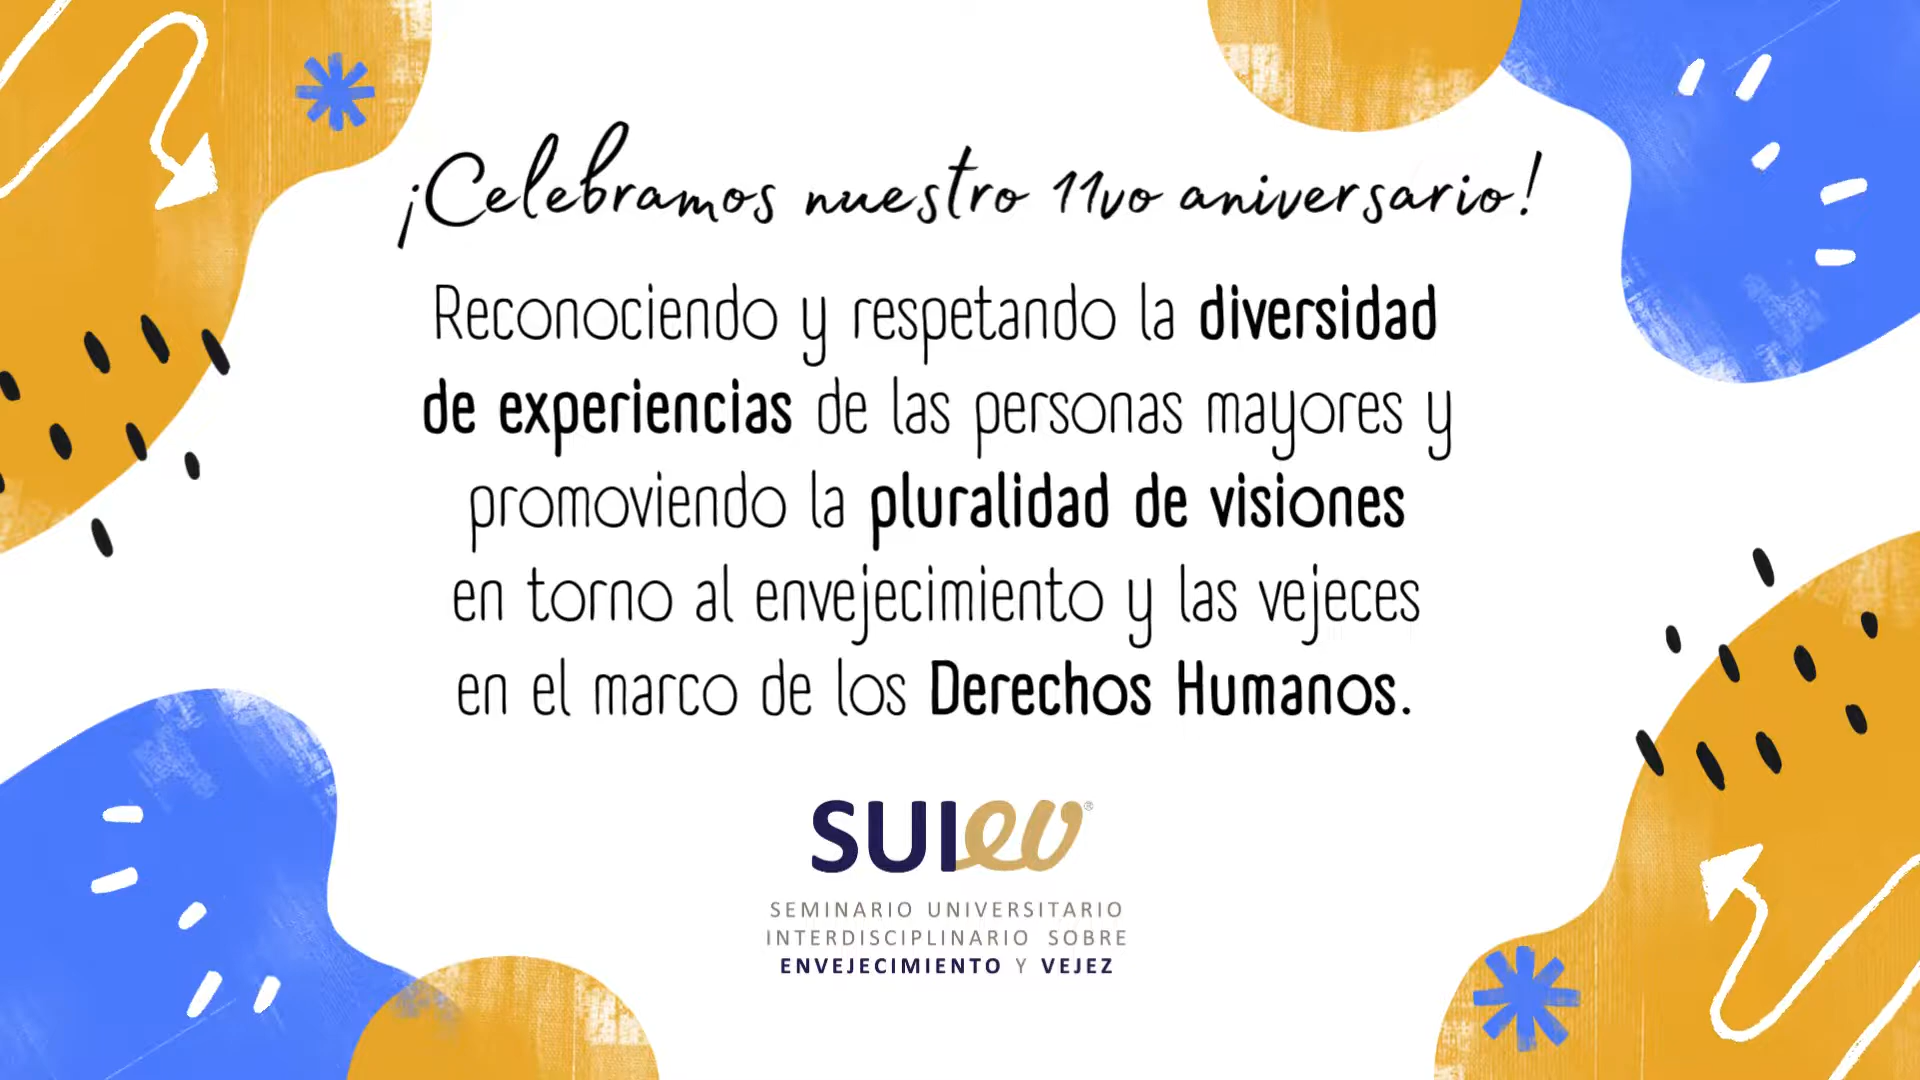 ¡Celebramos nuestro 11vo aniversario!
Reconociendo y respetando la diversidad
de experiencias de las personas mayores y
promoviendo la pluralidad de visiones
en torno al envejecimiento y las vejeces
en el marco de los Derechos Humanos.
SUIev®
SEMINARIO UNIVERSITARIO
INTERDISCIPLINARIO SOBRE
ENVEJECIMIENTO Y VEJEZ